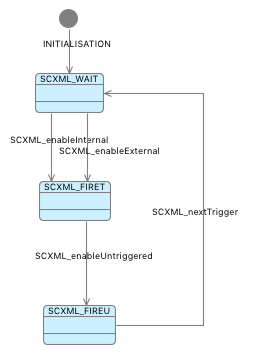 INITIALISATION
SCXML_WAIT
SCXML_enableInternal
SCXML_enableExternal
SCXML_FIRET
SCXML_nextTrigger
SCXML_enableUntriggered
SCXML_FIREU